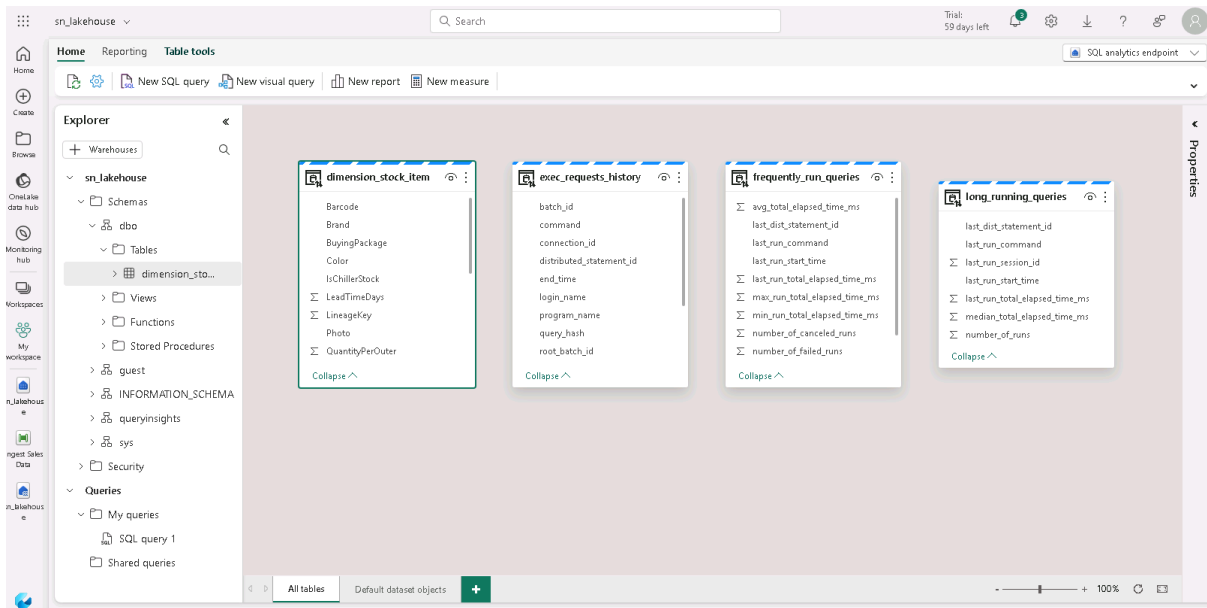 sn_lakehouse
Search
Trial:
59 days left
3
?
A
Home
Reporting
Table tools
SQL analytics endpoint
New SQL query
New visual query
New report
New measure
Home
Create
Browse
OneLake
data hub
Monitoring
hub
Workspaces
My
workspace
n_lakehous
e
ngest Sales
Data
sn_lakehous
e
Explorer
+ Warehouses
sn_lakehouse
Schemas
dbo
Tables
dimension_sto...
Views
Functions
Stored Procedures
guest
INFORMATION_SCHEMA
queryinsights
sys
Security
Queries
My queries
SQL query 1
Shared queries
dimension_stock_item
Barcode
Brand
BuyingPackage
Color
IsChillerStock
Σ LeadTimeDays
Σ LineageKey
Photo
Σ QuantityPerOuter
Collapse
exec_requests_history
batch_id
command
connection_id
distributed_statement_id
end_time
login_name
program_name
query_hash
root_batch_id
Collapse
frequently_run_queries
Σ avg_total_elapsed_time_ms
last_dist_statement_id
last_run_command
last_run_start_time
Σ last_run_total_elapsed_time_ms
Σ max_run_total_elapsed_time_ms
Σ min_run_total_elapsed_time_ms
Σ number_of_canceled_runs
Σ number_of_failed_runs
Collapse
long_running_queries
last_dist_statement_id
last_run_command
Σ last_run_session_id
last_run_start_time
Σ last_run_total_elapsed_time_ms
Σ median_total_elapsed_time_ms
Σ number_of_runs
Collapse
Properties
All tables
Default dataset objects
+
- + 100%